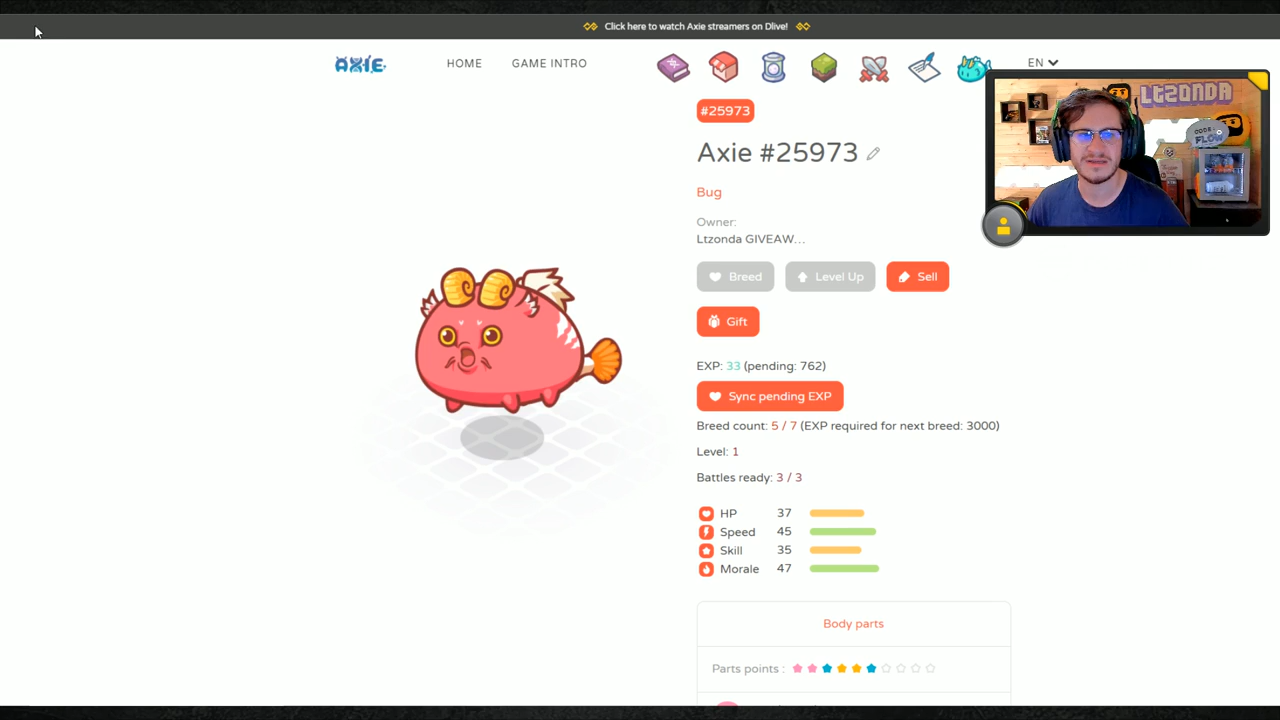 Click here to watch Axie streamers on Dlive!
AXIE
HOME
GAME INTRO
EN
LTZONDA
CODE
FLOW
#25973
Axie #25973
Bug
Owner:
Ltzonda GIVEAW...
Breed
Level Up
Sell
Gift
EXP: 33 (pending: 762)
Sync pending EXP
Breed count: 5 / 7 (EXP required for next breed: 3000)
Level: 1
Battles ready: 3 / 3
HP 37
Speed 45
Skill 35
Morale 47
Body parts
Parts points :